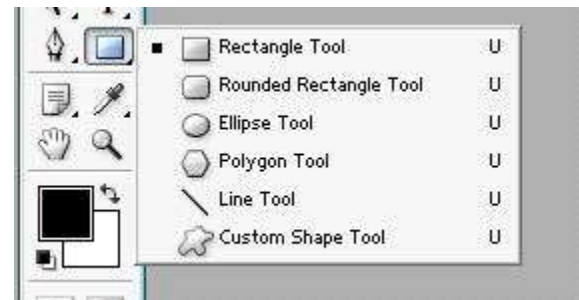 Rectangle Tool U
Rounded Rectangle Tool U
Ellipse Tool U
Polygon Tool U
Line Tool U
Custom Shape Tool U